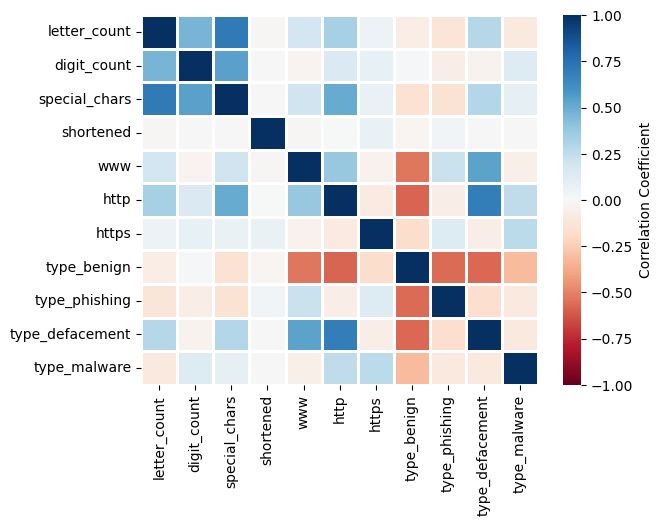 letter_count
digit_count
special_chars
shortened
www
http
https
type_benign
type_phishing
type_defacement
type_malware
letter_count
digit_count
special_chars
shortened
www
http
https
type_benign
type_phishing
type_defacement
type_malware
1.00
0.75
0.50
0.25
0.00
−0.25
−0.50
−0.75
−1.00
Correlation Coefficient